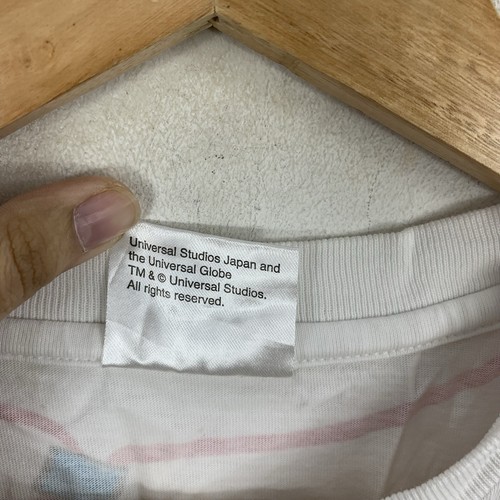 Universal Studios Japan and
the Universal Globe
TM & © Universal Studios.
All rights reserved.